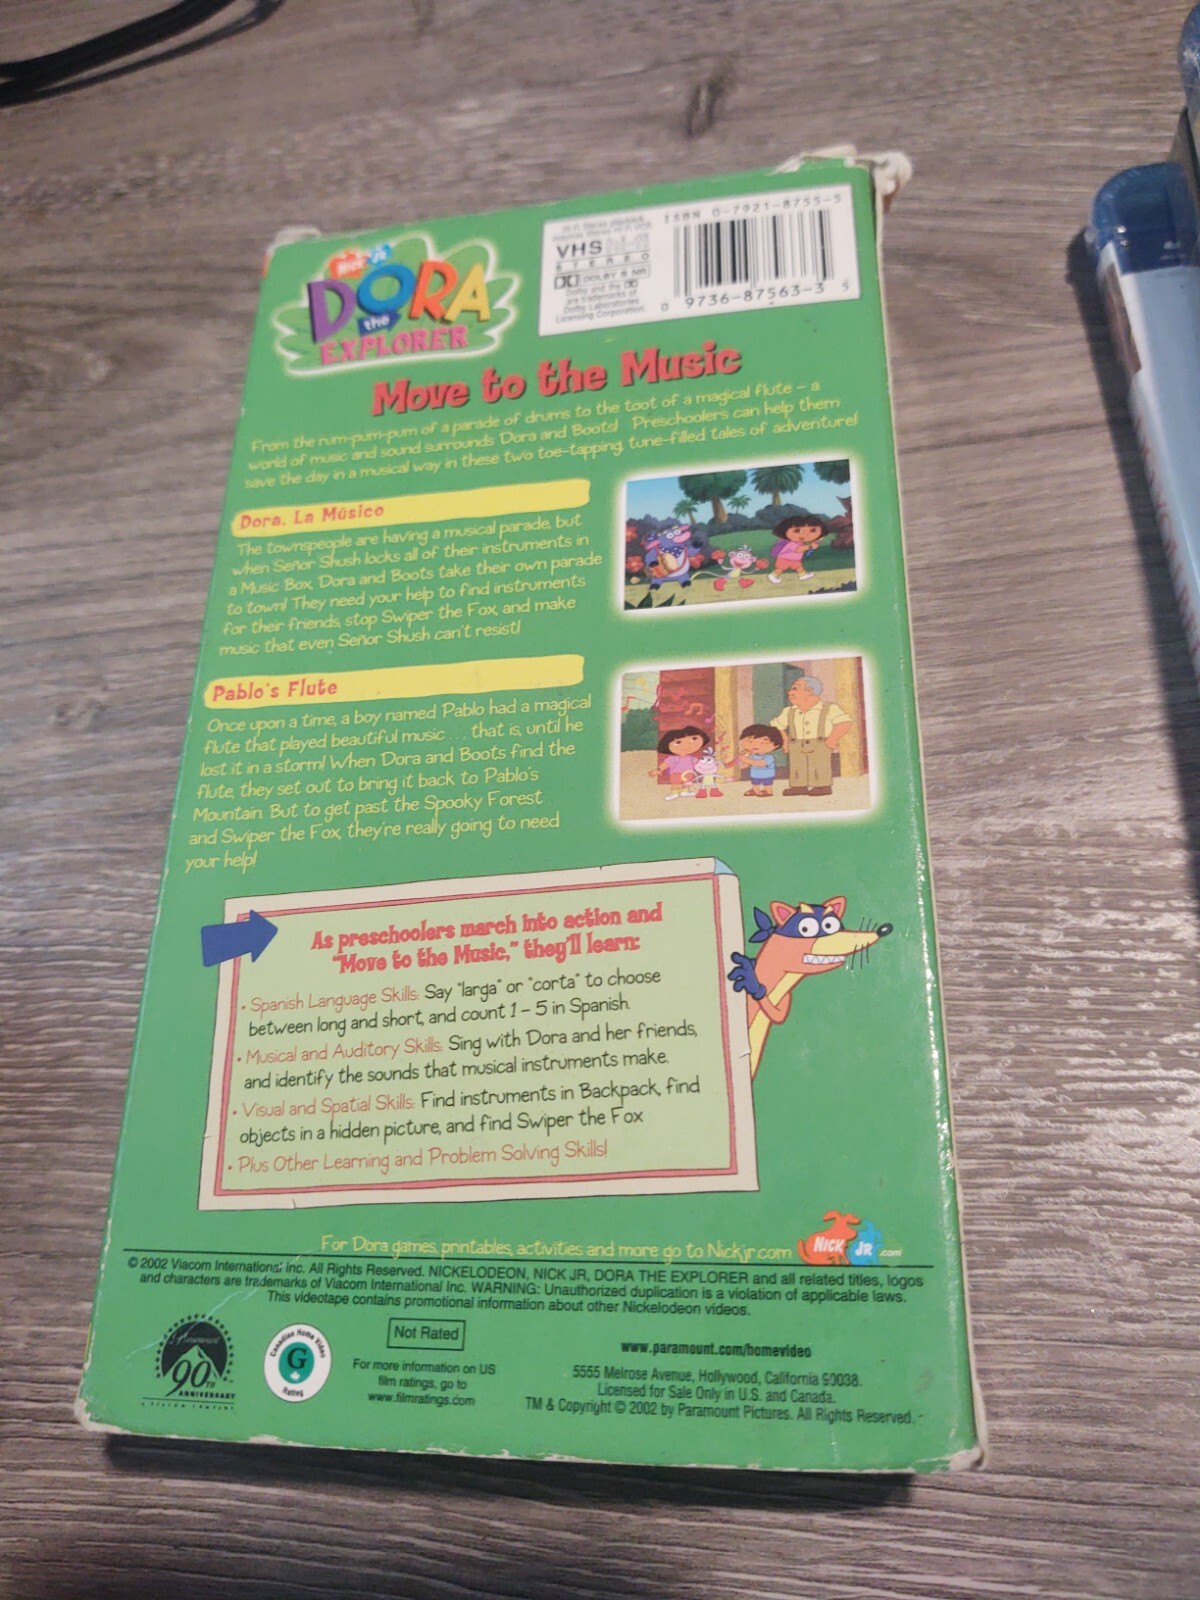 Nick Jr.
DORA
the
EXPLORER
Hi-Fi Stereo playback
requires Stereo Hi-Fi VCR
VHS
STEREO
DOLBY B NR
Dolby and the
are trademarks of
Dolby Laboratories
Licensing Corporation.
ISBN 0-7921-8755-5
0 9736-87563-3 5
Move to the Music
From the rum-pum-pum of a parade of drums to the toot of a magical flute – a
world of music and sound surrounds Dora and Boots! Preschoolers can help them
save the day in a musical way in these two toe-tapping, tune-filled tales of adventure!
Dora, La Músico
The townspeople are having a musical parade, but
when Señor Shush locks all of their instruments in
a Music Box, Dora and Boots take their own parade
to town! They need your help to find instruments
for their friends, stop Swiper the Fox, and make
music that even Señor Shush can't resist!
Pablo's Flute
Once upon a time, a boy named Pablo had a magical
flute that played beautiful music . . . that is, until he
lost it in a storm! When Dora and Boots find the
flute, they set out to bring it back to Pablo's
Mountain. But to get past the Spooky Forest
and Swiper the Fox, they're really going to need
your help!
As preschoolers march into action and
"Move to the Music," they'll learn:
• Spanish Language Skills: Say "larga" or "corta" to choose
between long and short, and count 1 – 5 in Spanish.
• Musical and Auditory Skills: Sing with Dora and her friends,
and identify the sounds that musical instruments make.
• Visual and Spatial Skills: Find instruments in Backpack, find
objects in a hidden picture, and find Swiper the Fox
• Plus Other Learning and Problem Solving Skills!
For Dora games, printables, activities and more go to Nickjr.com
NICK JR .com
© 2002 Viacom International Inc. All Rights Reserved. NICKELODEON, NICK JR, DORA THE EXPLORER and all related titles, logos
and characters are trademarks of Viacom International Inc. WARNING: Unauthorized duplication is a violation of applicable laws.
This videotape contains promotional information about other Nickelodeon videos.
Paramount
90TH
ANNIVERSARY
A VIACOM COMPANY
Canadian Home Video
G
Rating
Not Rated
For more information on US
film ratings, go to
www.filmratings.com
www.paramount.com/homevideo
5555 Melrose Avenue, Hollywood, California 90038.
Licensed for Sale Only in U.S. and Canada.
TM & Copyright © 2002 by Paramount Pictures. All Rights Reserved.